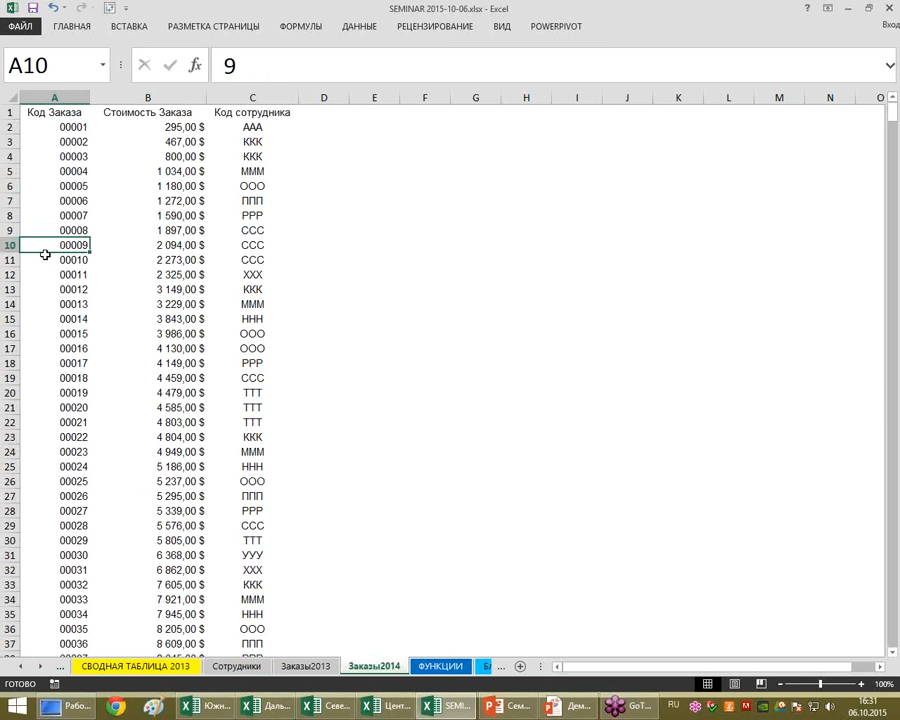 SEMINAR 2015-10-06.xlsx - Excel
ФАЙЛ ГЛАВНАЯ ВСТАВКА РАЗМЕТКА СТРАНИЦЫ ФОРМУЛЫ ДАННЫЕ РЕЦЕНЗИРОВАНИЕ ВИД POWERPIVOT Вход
A10 fx 9
A B C D E F G H I J K L M N O
1 Код Заказа Стоимость Заказа Код сотрудника
2 00001 295,00 $ ААА
3 00002 467,00 $ ККК
4 00003 800,00 $ ККК
5 00004 1 034,00 $ МММ
6 00005 1 180,00 $ ООО
7 00006 1 272,00 $ ППП
8 00007 1 590,00 $ РРР
9 00008 1 897,00 $ ССС
10 00009 2 094,00 $ ССС
11 00010 2 273,00 $ ССС
12 00011 2 325,00 $ ХХХ
13 00012 3 149,00 $ ККК
14 00013 3 229,00 $ МММ
15 00014 3 843,00 $ ННН
16 00015 3 986,00 $ ООО
17 00016 4 130,00 $ ООО
18 00017 4 149,00 $ РРР
19 00018 4 459,00 $ ССС
20 00019 4 479,00 $ ТТТ
21 00020 4 585,00 $ ТТТ
22 00021 4 803,00 $ ТТТ
23 00022 4 804,00 $ ККК
24 00023 4 949,00 $ МММ
25 00024 5 186,00 $ ННН
26 00025 5 237,00 $ ООО
27 00026 5 295,00 $ ППП
28 00027 5 339,00 $ РРР
29 00028 5 576,00 $ ССС
30 00029 5 805,00 $ ТТТ
31 00030 6 368,00 $ УУУ
32 00031 6 862,00 $ ХХХ
33 00032 7 605,00 $ ККК
34 00033 7 921,00 $ МММ
35 00034 7 945,00 $ ННН
36 00035 8 205,00 $ ООО
37 00036 8 609,00 $ ППП
... СВОДНАЯ ТАБЛИЦА 2013 Сотрудники Заказы2013 Заказы2014 ФУНКЦИИ ...
ГОТОВО 100%
Рабо... Южн... Даль... Севе... Цент... SEMI... Сем... Дем... GoT... RU 16:31
06.10.2015